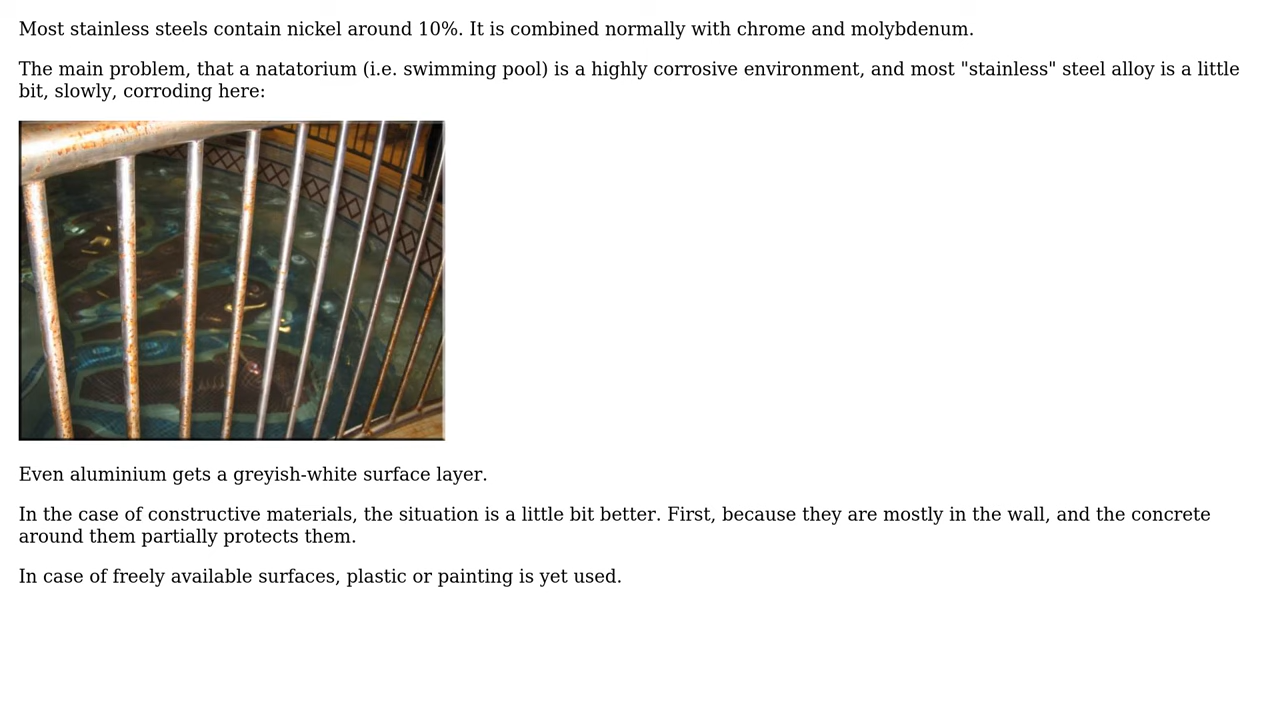 Most stainless steels contain nickel around 10%. It is combined normally with chrome and molybdenum.
The main problem, that a natatorium (i.e. swimming pool) is a highly corrosive environment, and most "stainless" steel alloy is a little
bit, slowly, corroding here:
Even aluminium gets a greyish-white surface layer.
In the case of constructive materials, the situation is a little bit better. First, because they are mostly in the wall, and the concrete
around them partially protects them.
In case of freely available surfaces, plastic or painting is yet used.